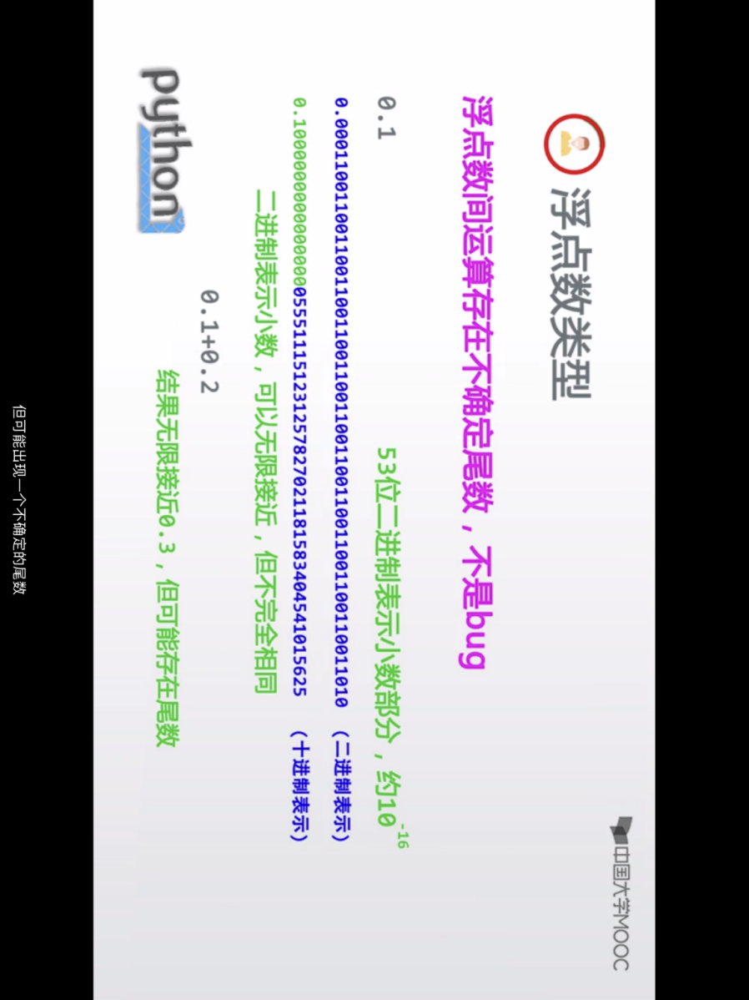 中国大学MOOC
浮点数类型
浮点数间运算存在不确定尾数，不是bug
0.1 53位二进制表示小数部分，约10-16
0.00011001100110011001100110011001100110011001100110011010 （二进制表示）
0.1000000000000000055511151231257827021181583404541015625 （十进制表示）
二进制表示小数，可以无限接近，但不完全相同
0.1+0.2
结果无限接近0.3，但可能存在尾数
python
但可能出现一个不确定的尾数